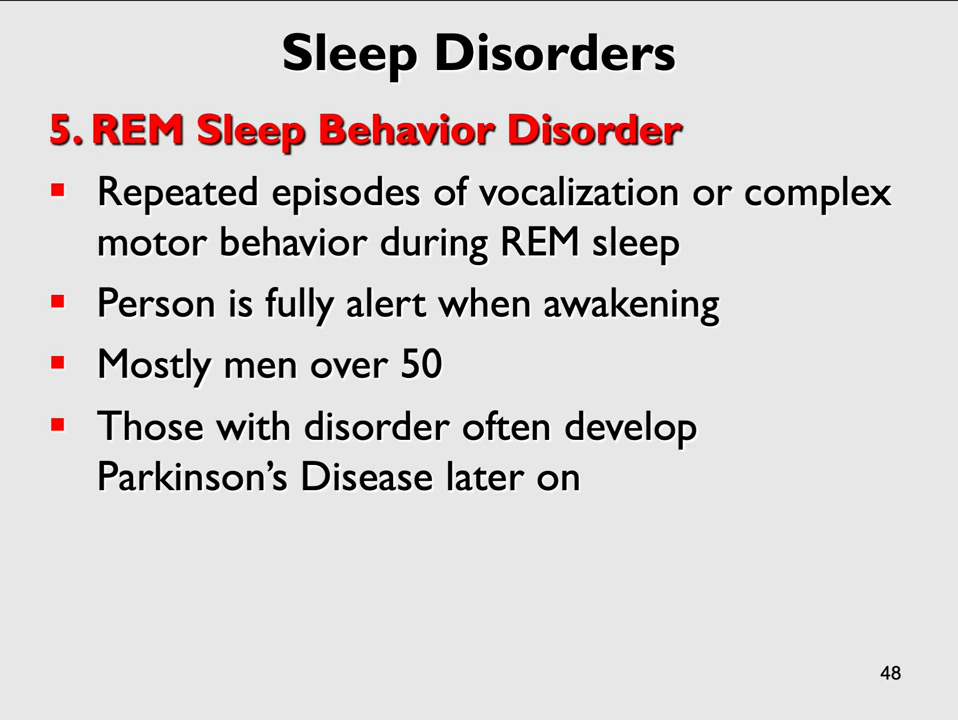 Sleep Disorders
5. REM Sleep Behavior Disorder
▪ Repeated episodes of vocalization or complex
motor behavior during REM sleep
▪ Person is fully alert when awakening
▪ Mostly men over 50
▪ Those with disorder often develop
Parkinson’s Disease later on
48